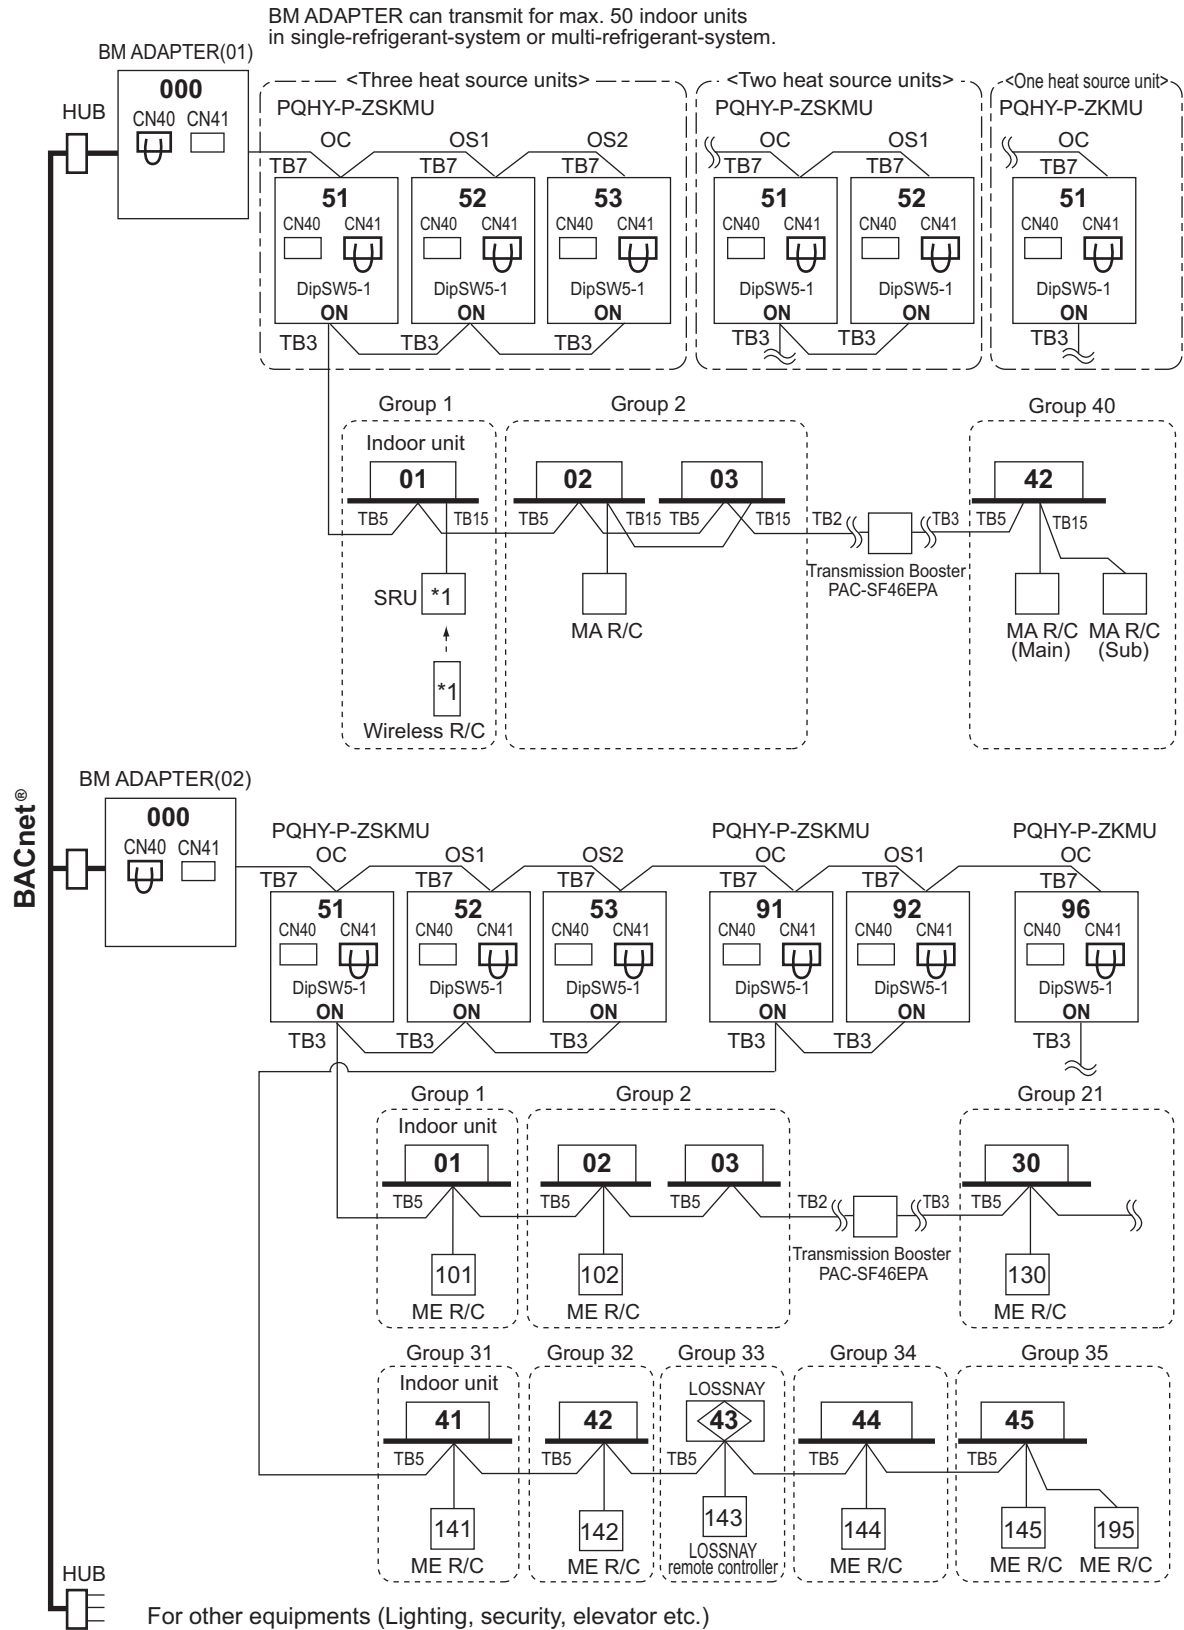 BM ADAPTER can transmit for max. 50 indoor units
in single-refrigerant-system or multi-refrigerant-system.
BM ADAPTER(01)
<Three heat source units>
<Two heat source units>
<One heat source unit>
HUB
000
CN40 CN41
PQHY-P-ZSKMU
PQHY-P-ZSKMU
PQHY-P-ZKMU
OC OS1 OS2 OC OS1 OC
TB7 TB7 TB7 TB7 TB7 TB7
51 52 53 51 52 51
CN40 CN41 CN40 CN41 CN40 CN41 CN40 CN41 CN40 CN41 CN40 CN41
DipSW5-1 DipSW5-1 DipSW5-1 DipSW5-1 DipSW5-1 DipSW5-1
ON ON ON ON ON ON
TB3 TB3 TB3 TB3 TB3 TB3
Group 1 Group 2 Group 40
Indoor unit
01 02 03 42
TB5 TB15 TB5 TB15 TB5 TB15 TB2 TB3 TB5 TB15
Transmission Booster
PAC-SF46EPA
SRU *1
MA R/C
MA R/C
(Main)
MA R/C
(Sub)
*1
Wireless R/C
BACnet®
BM ADAPTER(02)
000
CN40 CN41
PQHY-P-ZSKMU PQHY-P-ZSKMU PQHY-P-ZKMU
OC OS1 OS2 OC OS1 OC
TB7 TB7 TB7 TB7 TB7 TB7
51 52 53 91 92 96
CN40 CN41 CN40 CN41 CN40 CN41 CN40 CN41 CN40 CN41 CN40 CN41
DipSW5-1 DipSW5-1 DipSW5-1 DipSW5-1 DipSW5-1 DipSW5-1
ON ON ON ON ON ON
TB3 TB3 TB3 TB3 TB3 TB3
Group 1 Group 2 Group 21
Indoor unit
01 02 03 30
TB5 TB5 TB5 TB2 TB3 TB5
Transmission Booster
PAC-SF46EPA
101 102 130
ME R/C ME R/C ME R/C
Group 31 Group 32 Group 33 Group 34 Group 35
Indoor unit LOSSNAY
41 42 43 44 45
TB5 TB5 TB5 TB5 TB5
141 142 143 144 145 195
ME R/C ME R/C
LOSSNAY
remote controller
ME R/C ME R/C ME R/C
HUB
For other equipments (Lighting, security, elevator etc.)